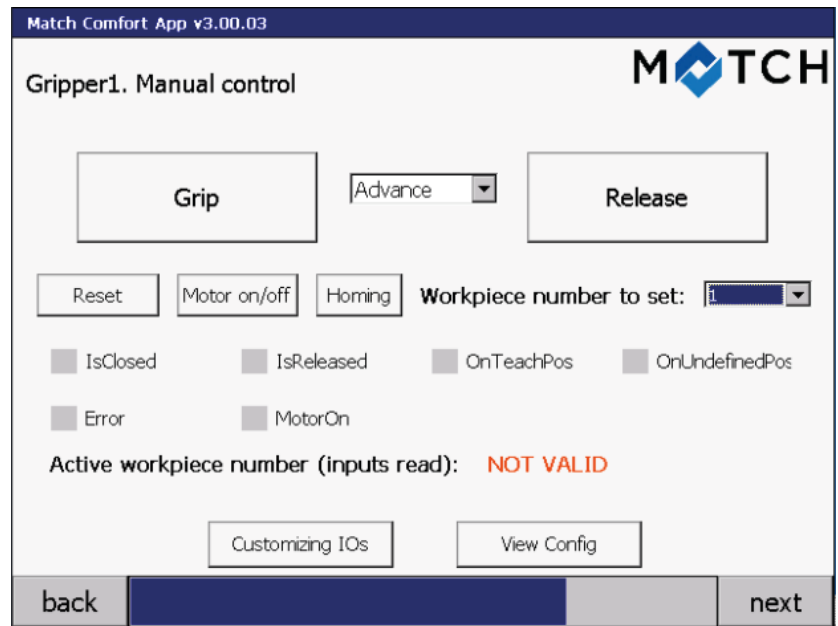 Match Comfort App v3.00.03
MATCH
Gripper1. Manual control
Grip
Advance
Release
Reset
Motor on/off
Homing
Workpiece number to set:
1
IsClosed
IsReleased
OnTeachPos
OnUndefinedPos
Error
MotorOn
Active workpiece number (inputs read): NOT VALID
Customizing IOs
View Config
back
next